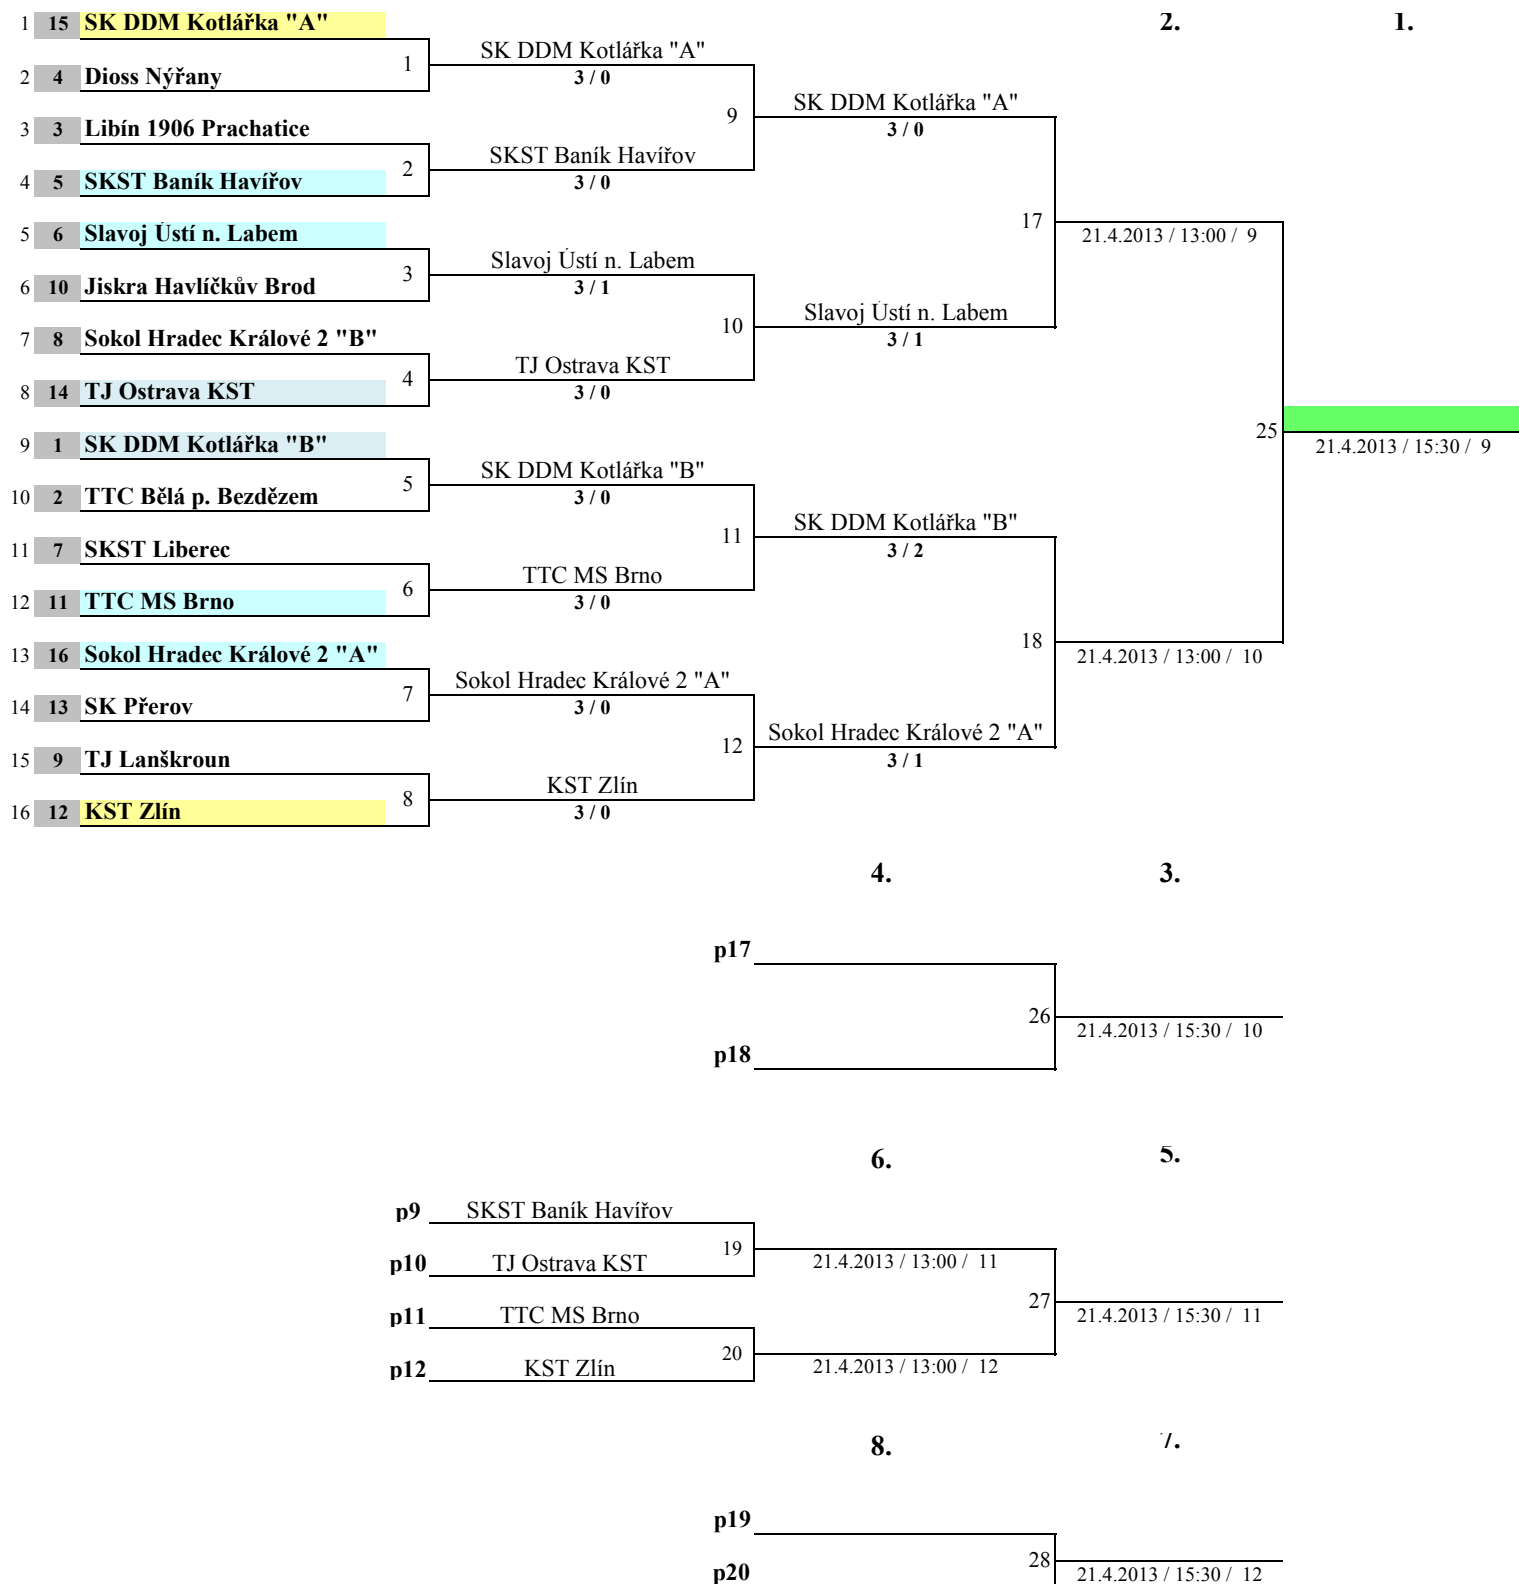 2. 1.
1 15 SK DDM Kotlářka "A"
1 SK DDM Kotlářka "A"
2 4 Dioss Nýřany 3 / 0
9 SK DDM Kotlářka "A"
3 3 Libín 1906 Prachatice 3 / 0
2 SKST Baník Havířov
4 5 SKST Baník Havířov 3 / 0
17 21.4.2013 / 13:00 / 9
5 6 Slavoj Ústí n. Labem
3 Slavoj Ústí n. Labem
6 10 Jiskra Havlíčkův Brod 3 / 1
10 Slavoj Ústí n. Labem
7 8 Sokol Hradec Králové 2 "B" 3 / 1
4 TJ Ostrava KST
8 14 TJ Ostrava KST 3 / 0
25 21.4.2013 / 15:30 / 9
9 1 SK DDM Kotlářka "B"
5 SK DDM Kotlářka "B"
10 2 TTC Bělá p. Bezdězem 3 / 0
11 SK DDM Kotlářka "B"
11 7 SKST Liberec 3 / 2
6 TTC MS Brno
12 11 TTC MS Brno 3 / 0
18 21.4.2013 / 13:00 / 10
13 16 Sokol Hradec Králové 2 "A"
7 Sokol Hradec Králové 2 "A"
14 13 SK Přerov 3 / 0
12 Sokol Hradec Králové 2 "A"
15 9 TJ Lanškroun 3 / 1
8 KST Zlín
16 12 KST Zlín 3 / 0
4. 3.
p17
26 21.4.2013 / 15:30 / 10
p18
6. 5.
p9 SKST Baník Havířov
19 21.4.2013 / 13:00 / 11
p10 TJ Ostrava KST
27 21.4.2013 / 15:30 / 11
p11 TTC MS Brno
20 21.4.2013 / 13:00 / 12
p12 KST Zlín
8. 7.
p19
28 21.4.2013 / 15:30 / 12
p20